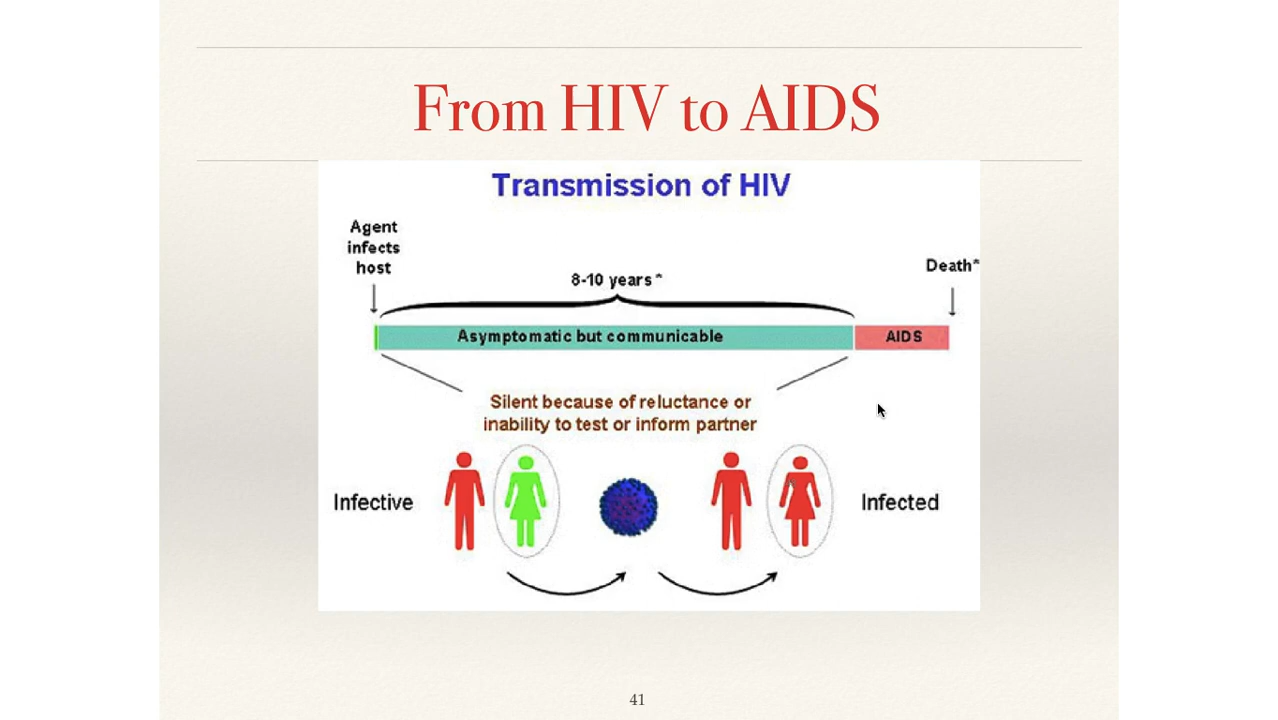 From HIV to AIDS
Transmission of HIV
Agent
infects
host
8-10 years*
Death*
Asymptomatic but communicable
AIDS
Silent because of reluctance or
inability to test or inform partner
Infective
Infected
41